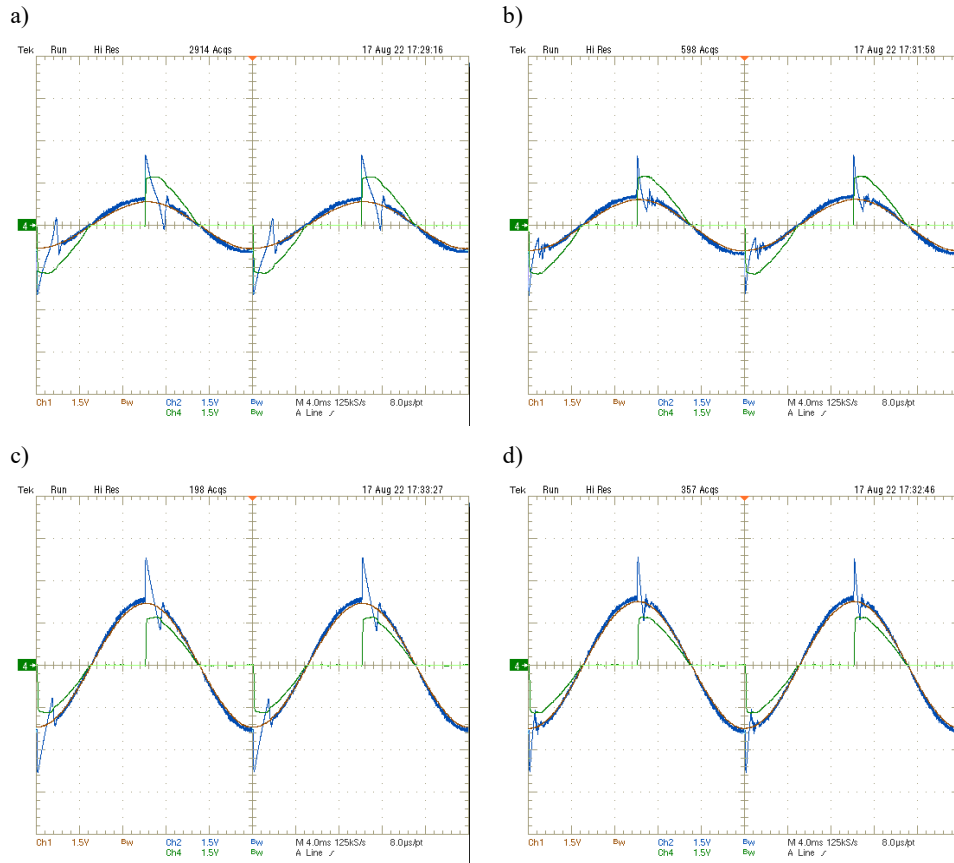 a)
Tek Run Hi Res 2914 Acqs 17 Aug 22 17:29:16
4
Ch1 1.5V Bw Ch2 1.5V Bw M 4.0ms 125kS/s 8.0µs/pt
Ch4 1.5V Bw A Line
b)
Tek Run Hi Res 598 Acqs 17 Aug 22 17:31:58
4
Ch1 1.5V Bw Ch2 1.5V Bw M 4.0ms 125kS/s 8.0µs/pt
Ch4 1.5V Bw A Line
c)
Tek Run Hi Res 198 Acqs 17 Aug 22 17:33:27
4
Ch1 1.5V Bw Ch2 1.5V Bw M 4.0ms 125kS/s 8.0µs/pt
Ch4 1.5V Bw A Line
d)
Tek Run Hi Res 357 Acqs 17 Aug 22 17:32:46
4
Ch1 1.5V Bw Ch2 1.5V Bw M 4.0ms 125kS/s 8.0µs/pt
Ch4 1.5V Bw A Line